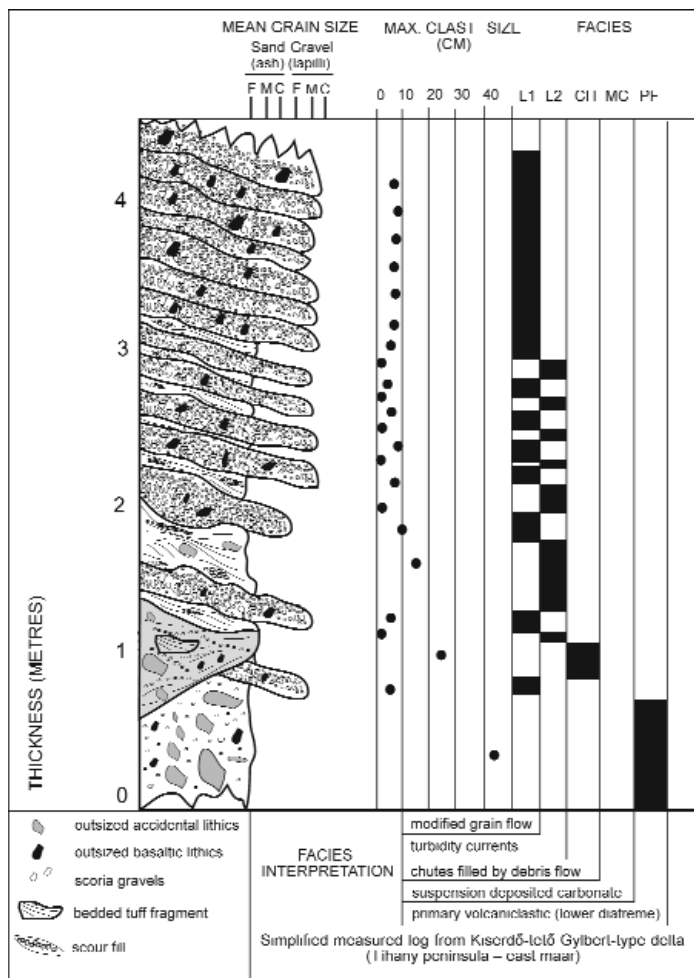 MEAN GRAIN SIZE MAX. CLAST SIZE FACIES
(CM)
Sand Gravel
(ash) (lapilli)
F M C F M C 0 10 20 30 40 L1 L2 CH MC PF
4
3
2
1
0
THICKNESS (METRES)
outsized accidental lithics
outsized basaltic lithics
scoria gravels
bedded tuff fragment
scour fill
FACIES
INTERPRETATION
modified grain flow
turbidity currents
chutes filled by debris flow
suspension deposited carbonate
primary volcaniclastic (lower diatreme)
Simplified measured log from Kiserdő-tető Gylbert-type delta
(Tihany peninsula – east maar)